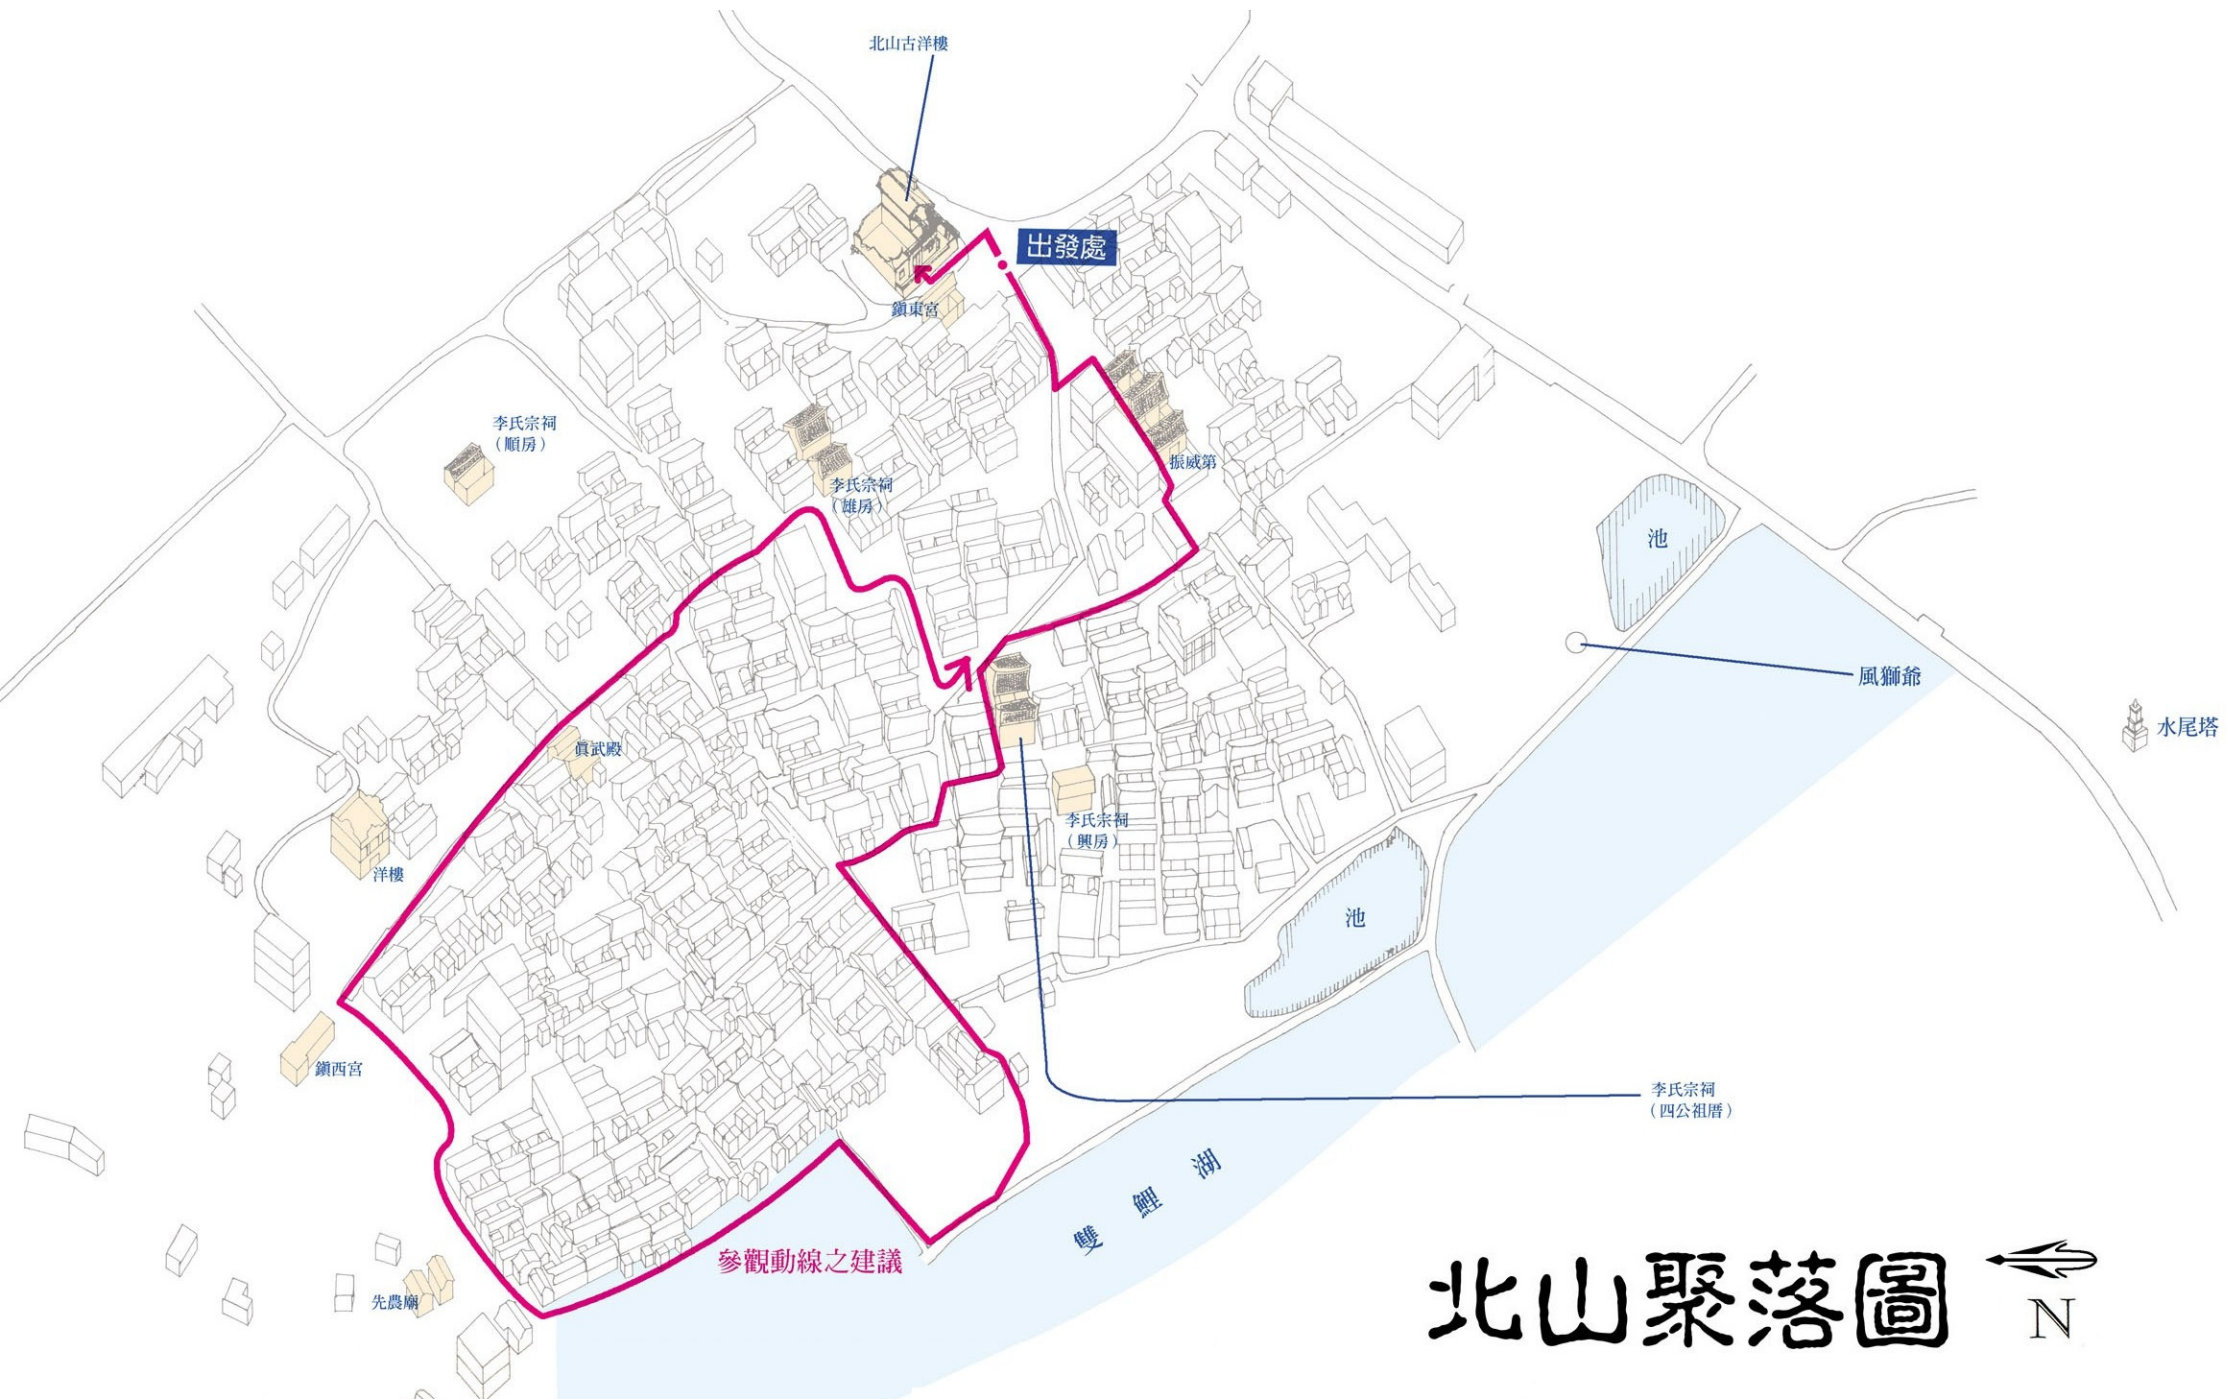 北山古洋樓
出發處
鎮東宮
李氏宗祠
（順房）
李氏宗祠
（雄房）
振威第
池
風獅爺
水尾塔
眞武殿
洋樓
李氏宗祠
（興房）
池
鎮西宮
李氏宗祠
（四公祖厝）
雙鯉湖
參觀動線之建議
先農廟
北山聚落圖
N